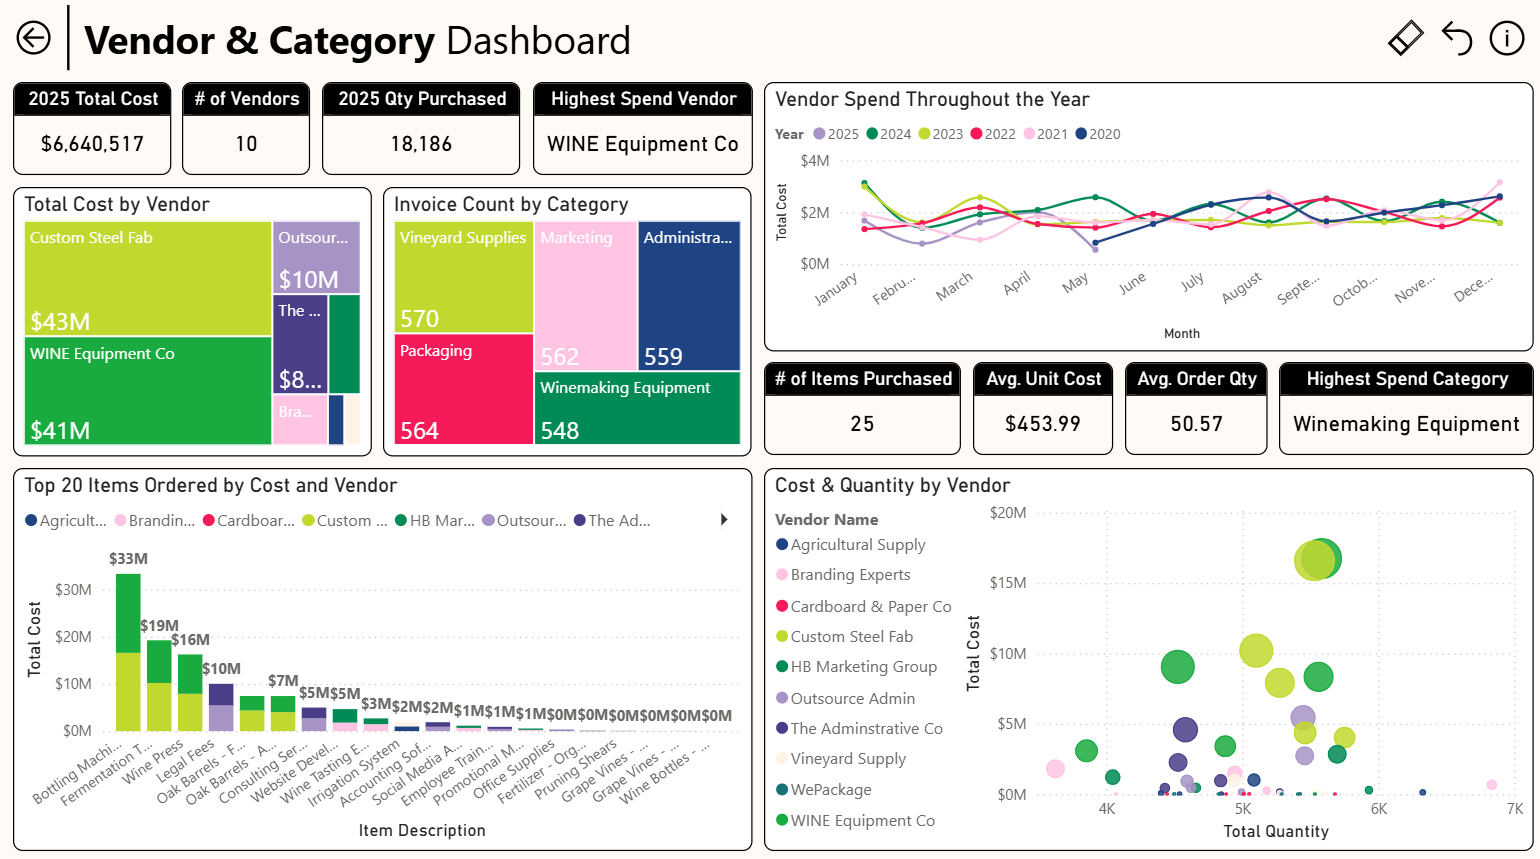 Vendor & Category Dashboard
2025 Total Cost
$6,640,517
# of Vendors
10
2025 Qty Purchased
18,186
Highest Spend Vendor
WINE Equipment Co
Total Cost by Vendor
Custom Steel Fab
$43M
WINE Equipment Co
$41M
Outsour...
$10M
The ...
$8...
Bra...
Invoice Count by Category
Vineyard Supplies
570
Packaging
564
Marketing
562
Administra...
559
Winemaking Equipment
548
Vendor Spend Throughout the Year
Year 2025 2024 2023 2022 2021 2020
Total Cost
$4M
$2M
$0M
January Febru... March April May June July August Septe... Octob... Nove... Dece...
Month
# of Items Purchased
25
Avg. Unit Cost
$453.99
Avg. Order Qty
50.57
Highest Spend Category
Winemaking Equipment
Top 20 Items Ordered by Cost and Vendor
Agricult... Brandin... Cardboar... Custom ... HB Mar... Outsour... The Ad...
Total Cost
$30M
$20M
$10M
$0M
$33M $19M $16M $10M $7M $5M $5M $3M $2M $2M $1M $1M $1M $0M $0M $0M $0M $0M $0M
Bottling Machi...
Fermentation T...
Wine Press
Legal Fees
Oak Barrels - F...
Oak Barrels - A...
Consulting Ser...
Website Devel...
Wine Tasting E...
Irrigation System
Accounting Sof...
Social Media A...
Employee Train...
Promotional M...
Office Supplies
Fertilizer - Org...
Pruning Shears
Grape Vines - ...
Grape Vines - ...
Wine Bottles - ...
Item Description
Cost & Quantity by Vendor
Vendor Name
Agricultural Supply
Branding Experts
Cardboard & Paper Co
Custom Steel Fab
HB Marketing Group
Outsource Admin
The Adminstrative Co
Vineyard Supply
WePackage
WINE Equipment Co
Total Cost
$20M
$15M
$10M
$5M
$0M
4K 5K 6K 7K
Total Quantity